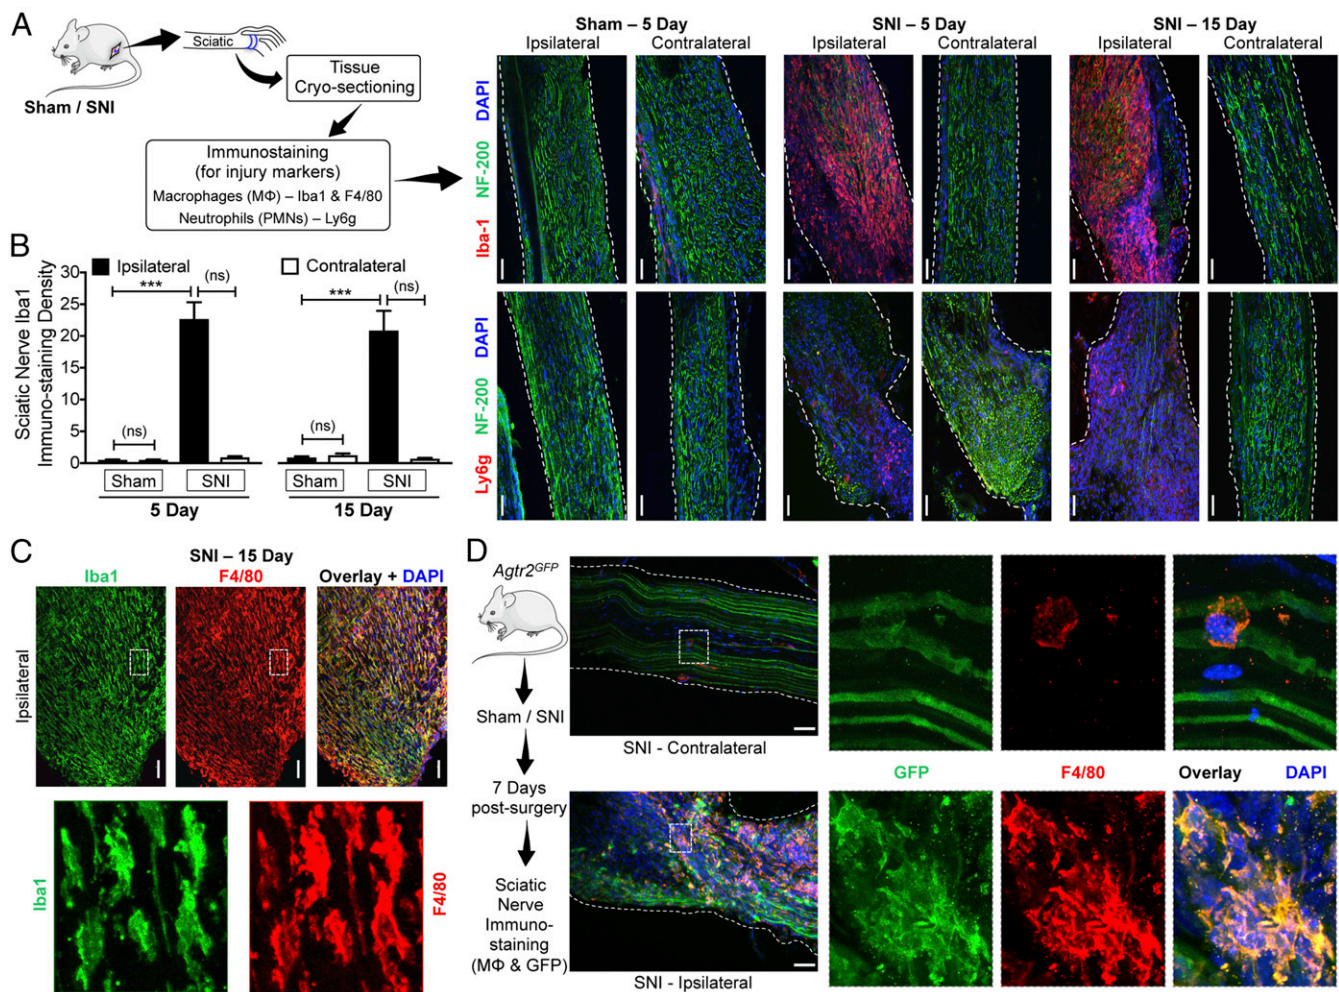 A
Sham / SNI
Sciatic
Tissue
Cryo-sectioning
Immunostaining
(for injury markers)
Macrophages (MΦ) – Iba1 & F4/80
Neutrophils (PMNs) – Ly6g
Sham – 5 Day
Ipsilateral
Contralateral
SNI – 5 Day
Ipsilateral
Contralateral
SNI – 15 Day
Ipsilateral
Contralateral
Iba-1 NF-200 DAPI
Ly6g NF-200 DAPI
B
Sciatic Nerve Iba1
Immuno-staining Density
30
25
20
15
10
5
0
Ipsilateral
Contralateral
(ns)
***
(ns)
(ns)
***
(ns)
Sham
SNI
Sham
SNI
5 Day
15 Day
C
SNI – 15 Day
Iba1
F4/80
Overlay + DAPI
Ipsilateral
Iba1
F4/80
D
Agtr2GFP
Sham / SNI
7 Days
post-surgery
Sciatic
Nerve
Immuno-
staining
(MΦ & GFP)
SNI - Contralateral
GFP
F4/80
Overlay
DAPI
SNI - Ipsilateral